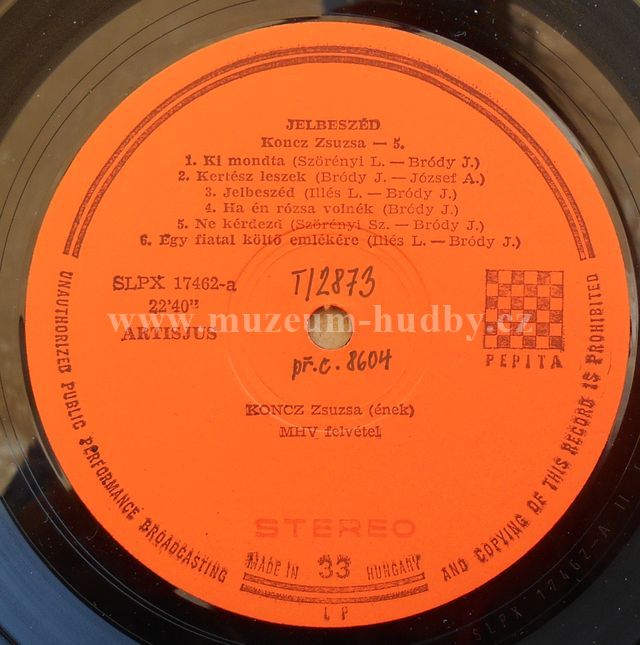 JELBESZÉD
Koncz Zsuzsa — 5.
1. Ki mondta (Szörényi L. — Bródy J.)
2. Kertész leszek (Bródy J. — József A.)
3. Jelbeszéd (Illés L. — Bródy J.)
4. Ha én rózsa volnék (Bródy J.)
5. Ne kérdezd (Szörényi Sz. — Bródy J.)
6. Egy fiatal költő emlékére (Illés L. — Bródy J.)
SLPX 17462-a
22'40"
ARTISJUS
T/2873
www.muzeum-hudby.cz
př.c. 8604
PEPITA
KONCZ Zsuzsa (ének)
MHV felvétel
STEREO
MADE IN 33 HUNGARY
LP
UNAUTHORIZED PUBLIC PERFORMANCE BROADCASTING
AND COPYING OF THIS RECORD IS PROHIBITED
SLPX 17462 A II